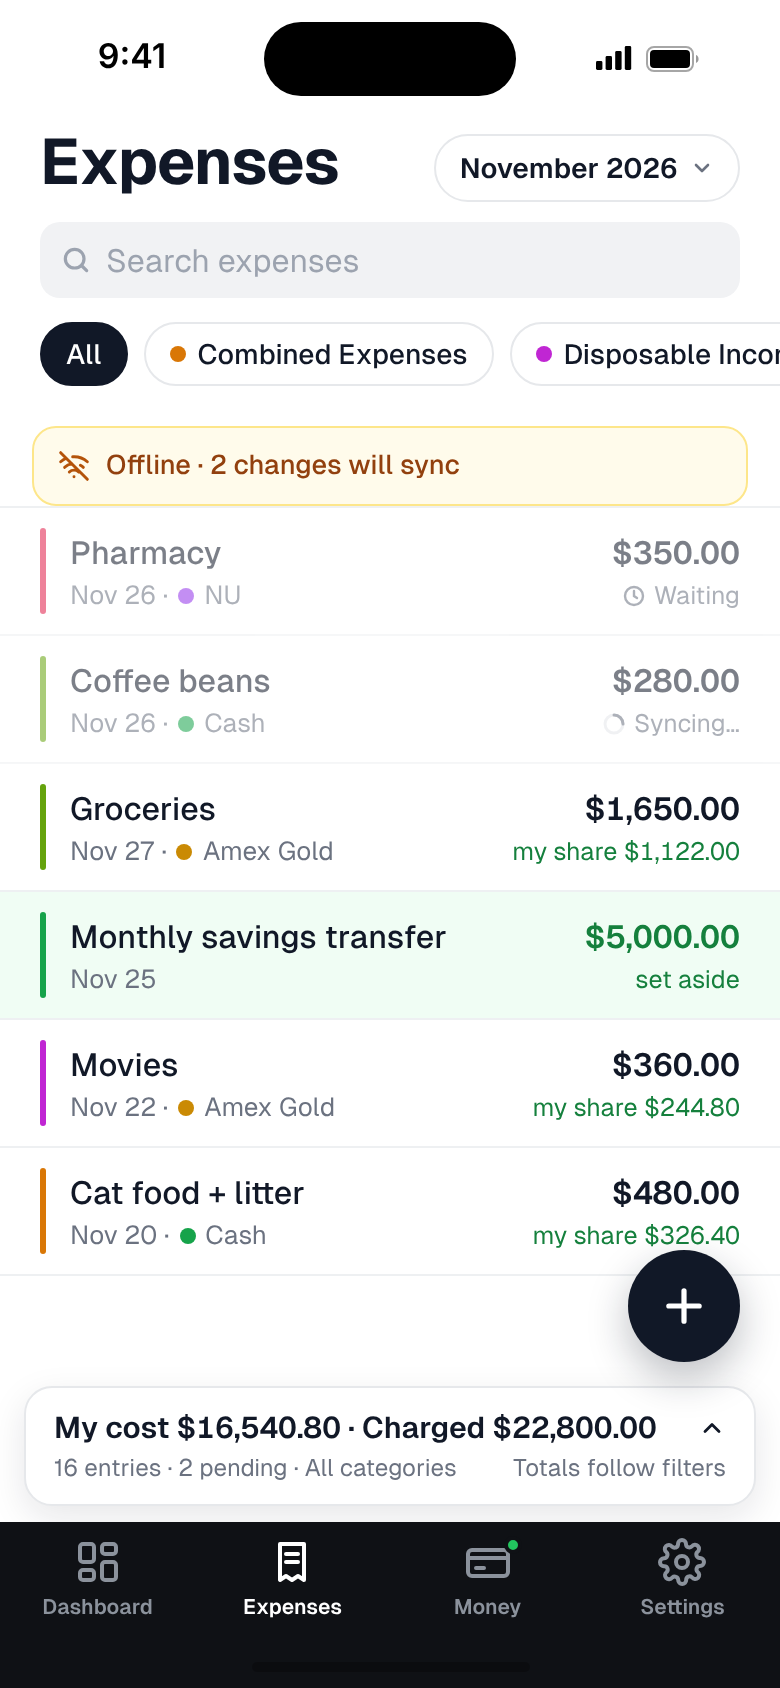 9:41
Expenses
November 2026
Search expenses
All
Combined Expenses
Disposable Incor
Offline · 2 changes will sync
Pharmacy
$350.00
Nov 26 · NU
Waiting
Coffee beans
$280.00
Nov 26 · Cash
Syncing…
Groceries
$1,650.00
Nov 27 · Amex Gold
my share $1,122.00
Monthly savings transfer
$5,000.00
Nov 25
set aside
Movies
$360.00
Nov 22 · Amex Gold
my share $244.80
Cat food + litter
$480.00
Nov 20 · Cash
my share $326.40
My cost $16,540.80 · Charged $22,800.00
16 entries · 2 pending · All categories
Totals follow filters
Dashboard
Expenses
Money
Settings